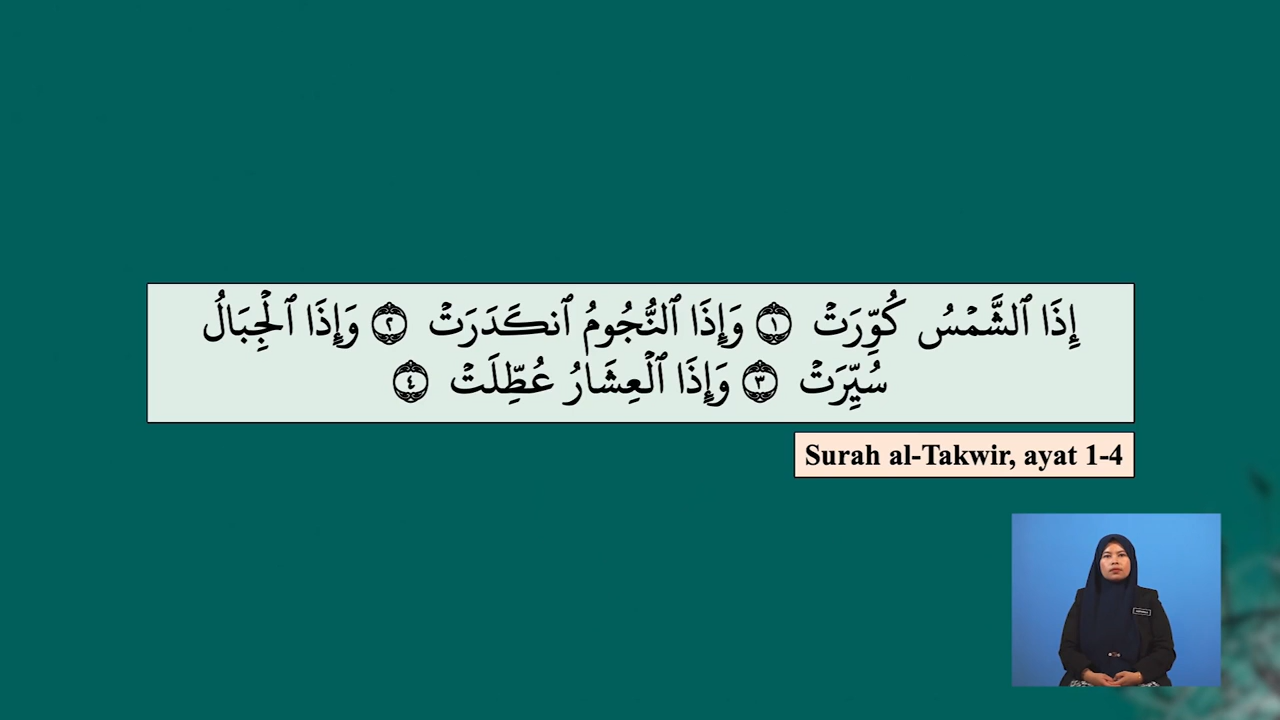 إِذَا ٱلشَّمۡسُ كُوِّرَتۡ ١ وَإِذَا ٱلنُّجُومُ ٱنكَدَرَتۡ ٢ وَإِذَا ٱلۡجِبَالُ
سُيِّرَتۡ ٣ وَإِذَا ٱلۡعِشَارُ عُطِّلَتۡ ٤
Surah al-Takwir, ayat 1-4